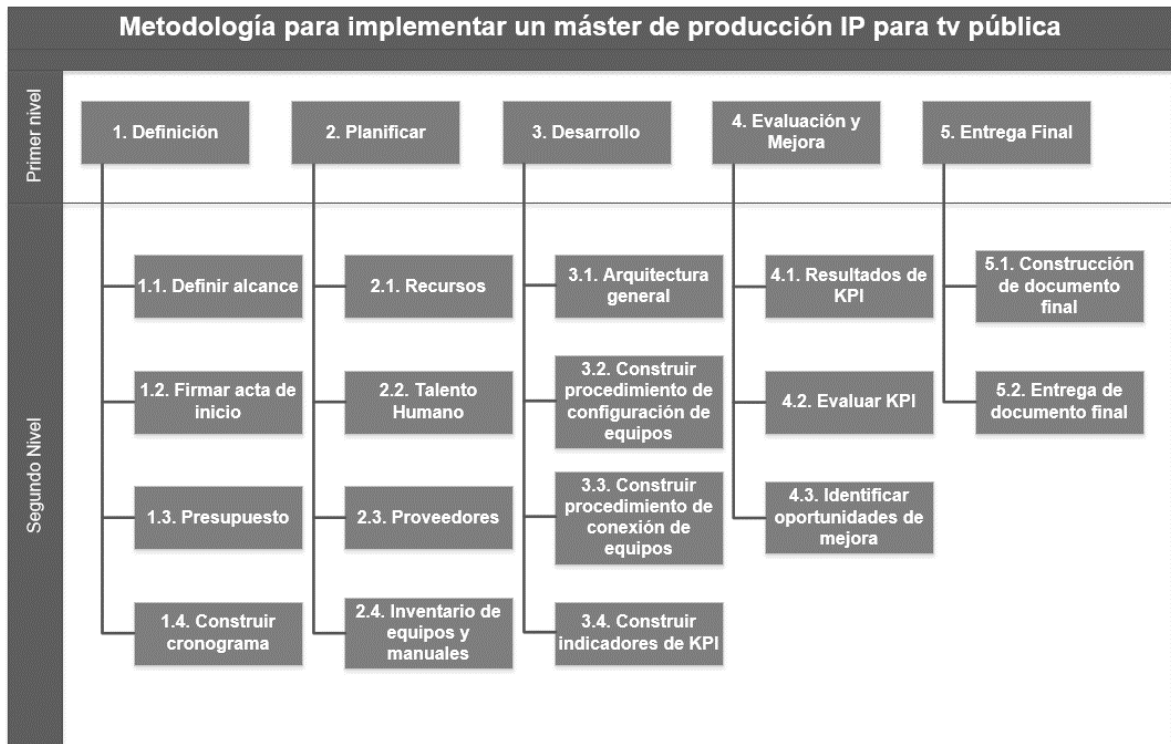 Metodología para implementar un máster de producción IP para tv pública
Primer nivel
1. Definición
2. Planificar
3. Desarrollo
4. Evaluación y
Mejora
5. Entrega Final
Segundo Nivel
1.1. Definir alcance
1.2. Firmar acta de
inicio
1.3. Presupuesto
1.4. Construir
cronograma
2.1. Recursos
2.2. Talento
Humano
2.3. Proveedores
2.4. Inventario de
equipos y
manuales
3.1. Arquitectura
general
3.2. Construir
procedimiento de
configuración de
equipos
3.3. Construir
procedimiento de
conexión de
equipos
3.4. Construir
indicadores de KPI
4.1. Resultados de
KPI
4.2. Evaluar KPI
4.3. Identificar
oportunidades de
mejora
5.1. Construcción
de documento
final
5.2. Entrega de
documento final